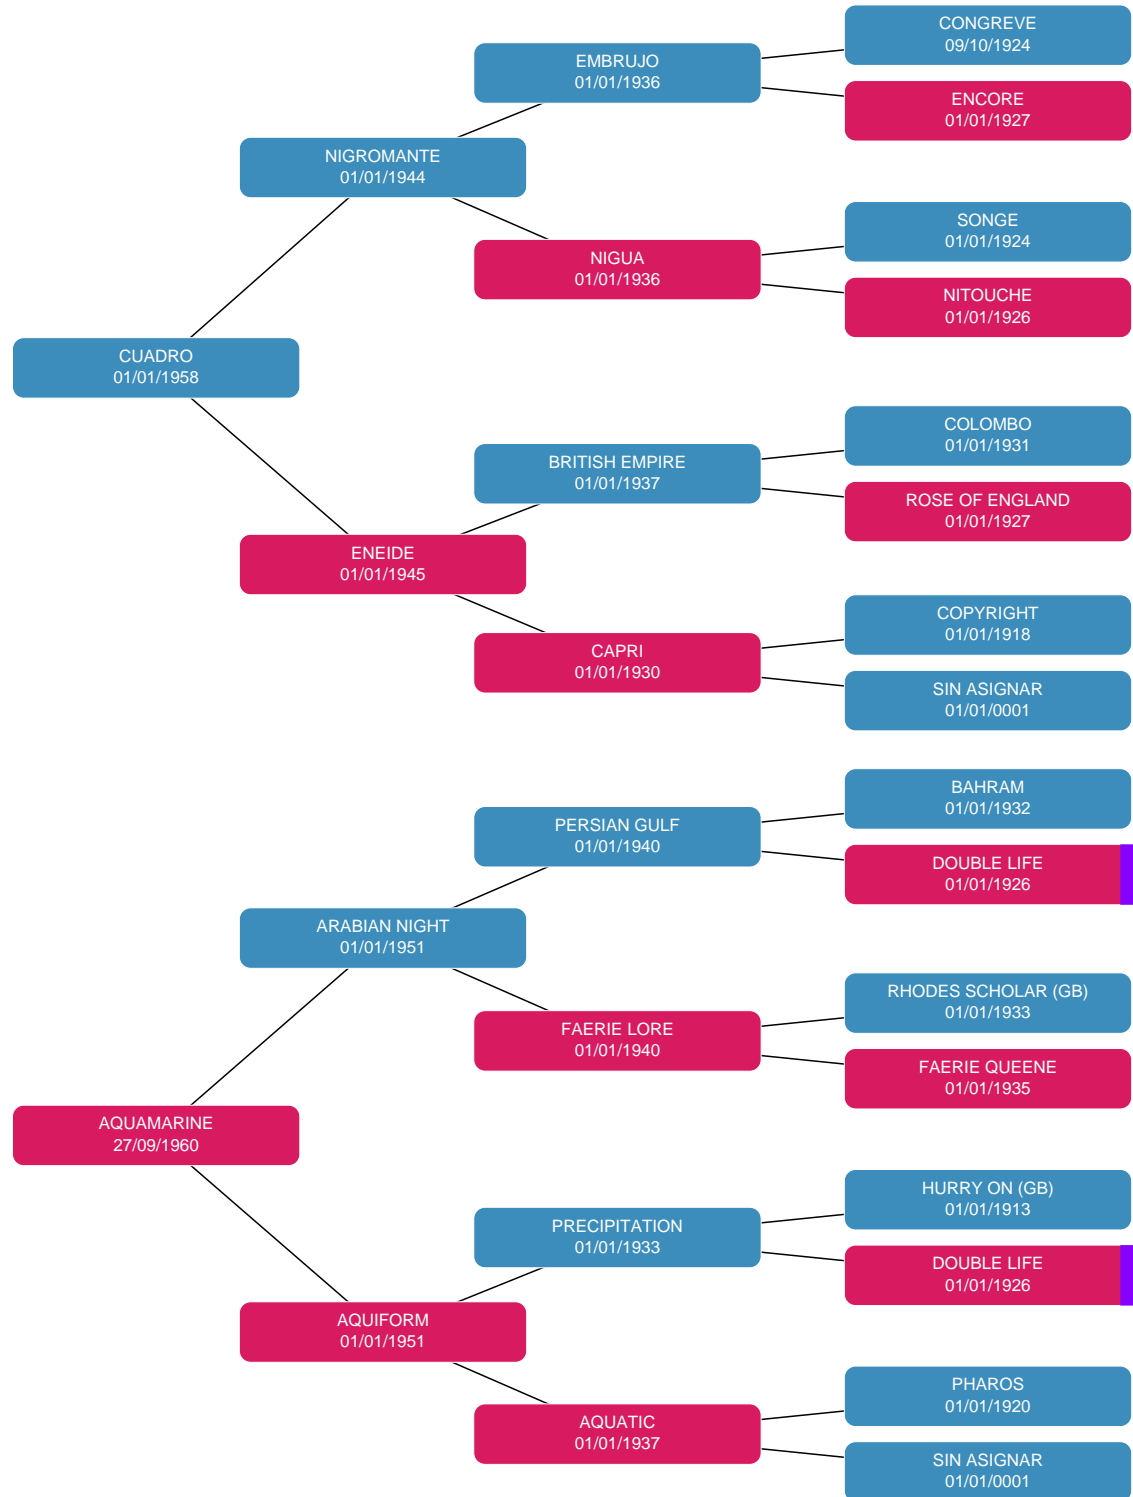 CONGREVE
09/10/1924
EMBRUJO
01/01/1936
ENCORE
01/01/1927
NIGROMANTE
01/01/1944
SONGE
01/01/1924
NIGUA
01/01/1936
NITOUCHE
01/01/1926
CUADRO
01/01/1958
COLOMBO
01/01/1931
BRITISH EMPIRE
01/01/1937
ROSE OF ENGLAND
01/01/1927
ENEIDE
01/01/1945
COPYRIGHT
01/01/1918
CAPRI
01/01/1930
SIN ASIGNAR
01/01/0001
BAHRAM
01/01/1932
PERSIAN GULF
01/01/1940
DOUBLE LIFE
01/01/1926
ARABIAN NIGHT
01/01/1951
RHODES SCHOLAR (GB)
01/01/1933
FAERIE LORE
01/01/1940
FAERIE QUEENE
01/01/1935
AQUAMARINE
27/09/1960
HURRY ON (GB)
01/01/1913
PRECIPITATION
01/01/1933
DOUBLE LIFE
01/01/1926
AQUIFORM
01/01/1951
PHAROS
01/01/1920
AQUATIC
01/01/1937
SIN ASIGNAR
01/01/0001